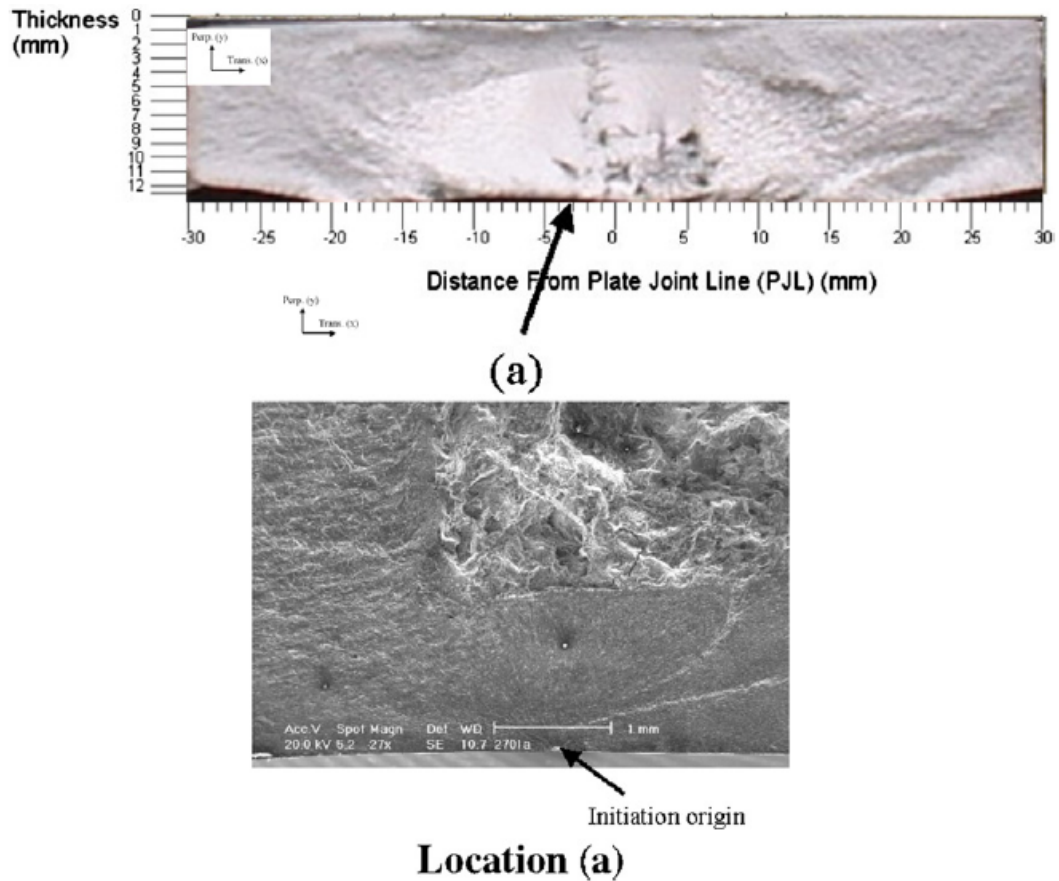 Thickness
(mm)
0
1
2
3
4
5
6
7
8
9
10
11
12
Perp. (y)
Trans. (x)
-30 -25 -20 -15 -10 -5 0 5 10 15 20 25 30
Distance From Plate Joint Line (PJL) (mm)
Perp. (y)
Trans. (x)
(a)
Acc.V Spot Magn Det WD 1 mm
20.0 kV 5.2 27x SE 10.7 2701a
Initiation origin
Location (a)